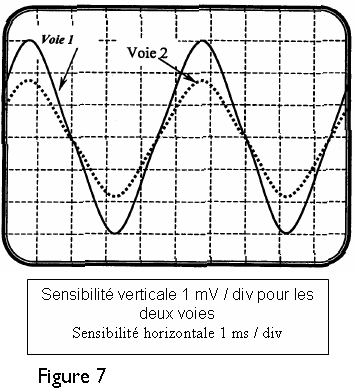 Voie 1
Voie 2
Sensibilité verticale 1 mV / div pour les
deux voies
Sensibilité horizontale 1 ms / div
Figure 7